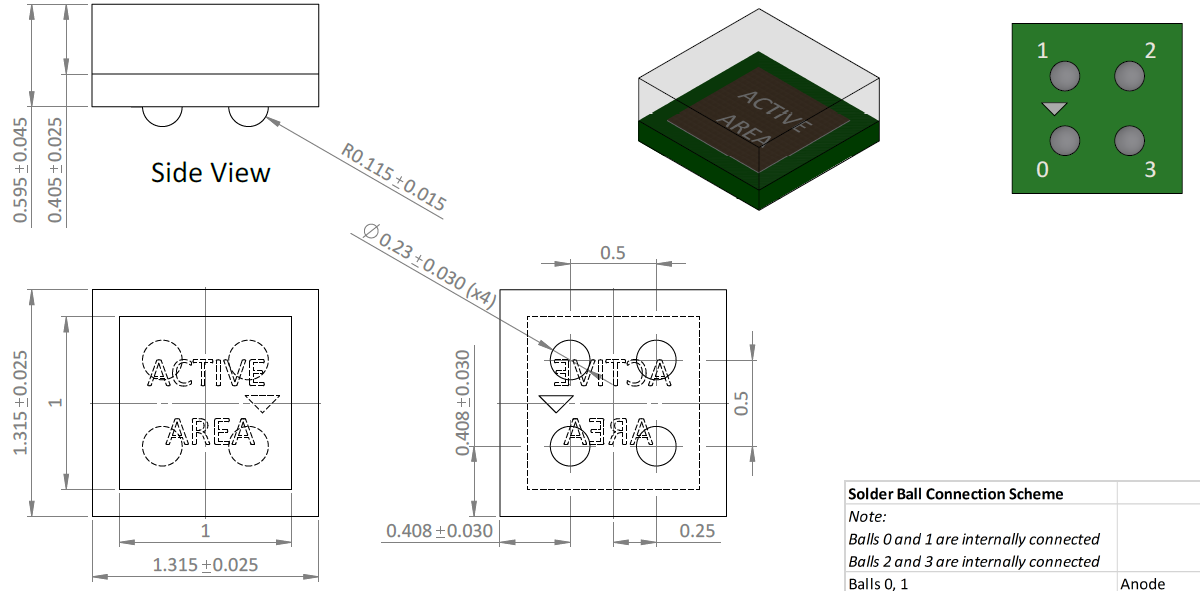 0.595±0.045
0.405±0.025
Side View
R0.115±0.015
ACTIVE
AREA
1
2
0
3
∅ 0.23±0.030 (x4)
0.5
1.315±0.025
1
ACTIVE
AREA
1
1.315±0.025
0.408±0.030
ACTIVE
AREA
0.5
0.408±0.030
0.25
Solder Ball Connection Scheme
Note:
Balls 0 and 1 are internally connected
Balls 2 and 3 are internally connected
Balls 0, 1 Anode